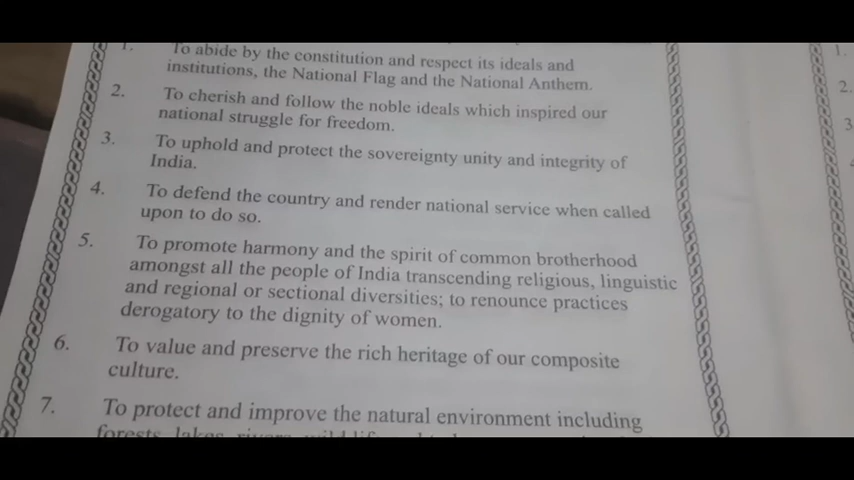 1. To abide by the constitution and respect its ideals and
institutions, the National Flag and the National Anthem.
2. To cherish and follow the noble ideals which inspired our
national struggle for freedom.
3. To uphold and protect the sovereignty unity and integrity of
India.
4. To defend the country and render national service when called
upon to do so.
5. To promote harmony and the spirit of common brotherhood
amongst all the people of India transcending religious, linguistic
and regional or sectional diversities; to renounce practices
derogatory to the dignity of women.
6. To value and preserve the rich heritage of our composite
culture.
7. To protect and improve the natural environment including
forests, lakes, rivers,
1.
2.
3